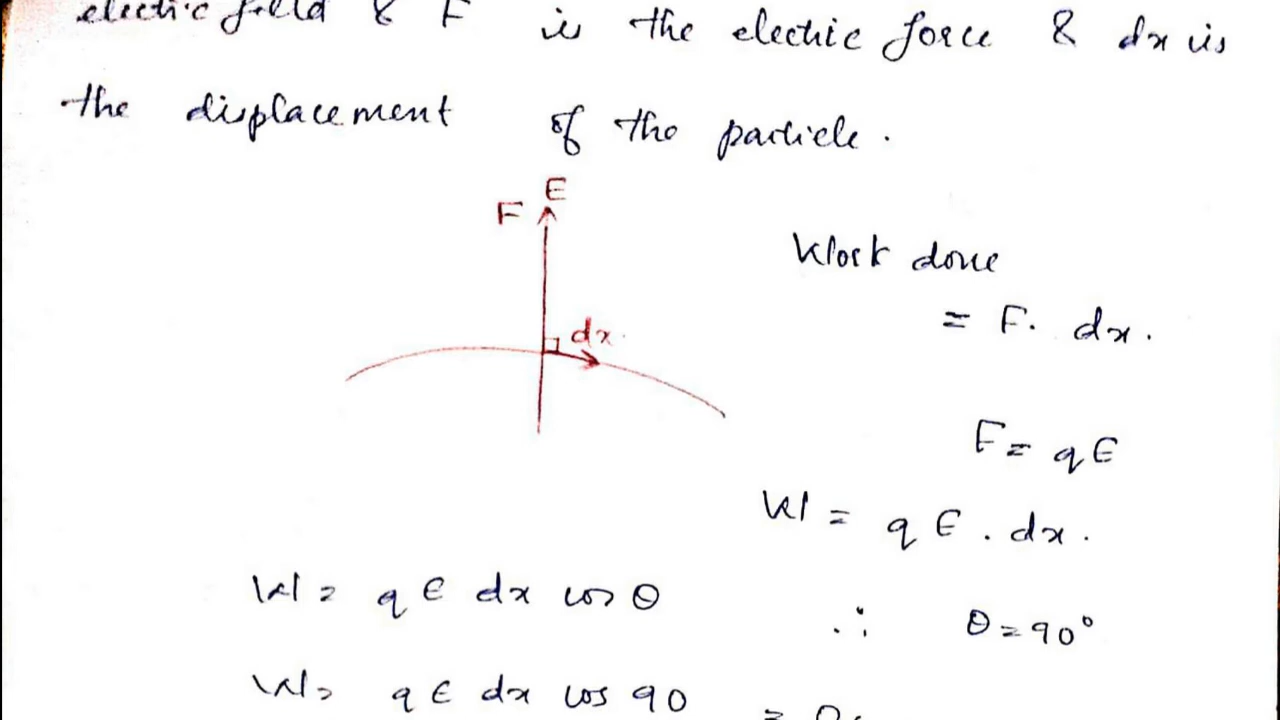 electric field & F is the electric force & dx is
the displacement of the particle.
E
F
dx.
Work done
= F. dx.
F = qE
W = qE . dx.
W = qE dx cos θ
∴ θ = 90°
W = qE dx cos 90 = 0.